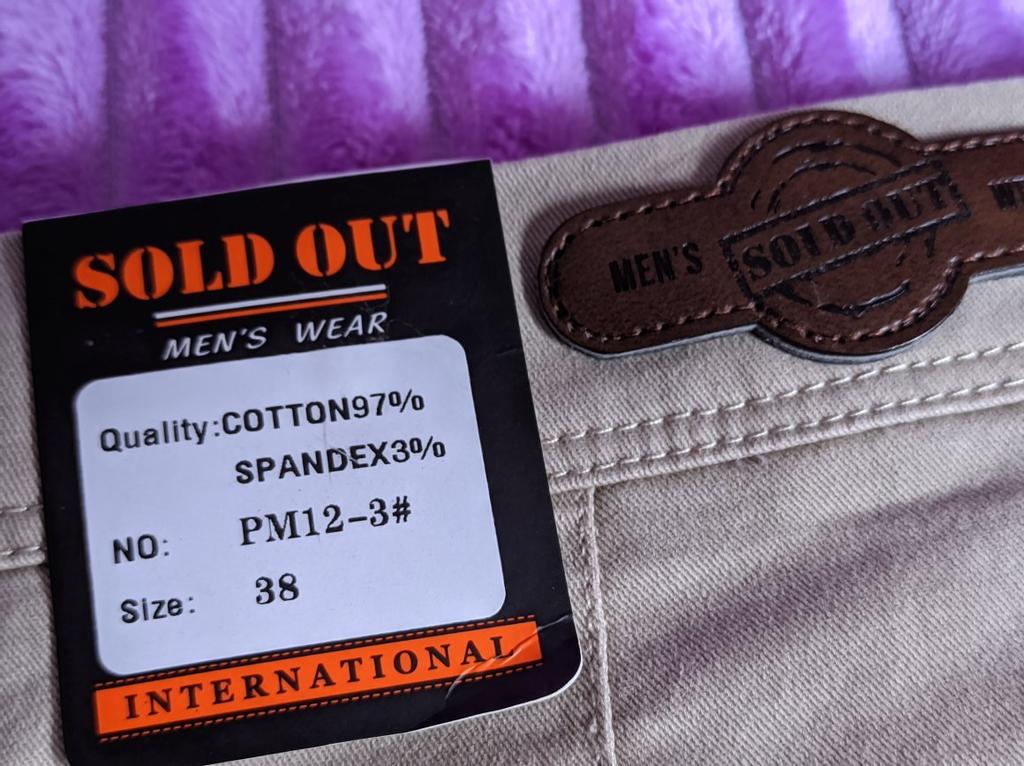 SOLD OUT
MEN'S WEAR
Quality:COTTON97%
SPANDEX3%
NO: PM12-3#
Size: 38
INTERNATIONAL
MEN'S SOLD OUT